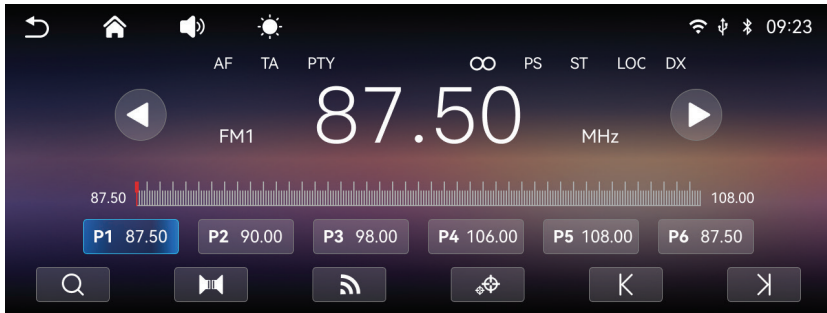 09:23
AF TA PTY PS ST LOC DX
FM1 87.50 MHz
87.50 108.00
P1 87.50 P2 90.00 P3 98.00 P4 106.00 P5 108.00 P6 87.50